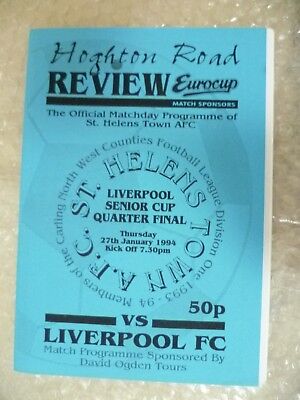 Hoghton Road
REVIEW Eurocup
MATCH SPONSORS
The Official Matchday Programme of
St. Helens Town AFC
Members of the Carling North West Counties Football League Division One 1993-94
ST. HELENS TOWN A.F.C.
LIVERPOOL
SENIOR CUP
QUARTER FINAL
Thursday
27th January 1994
Kick Off 7.30pm
50p
VS
LIVERPOOL FC
Match Programme Sponsored By
David Ogden Tours